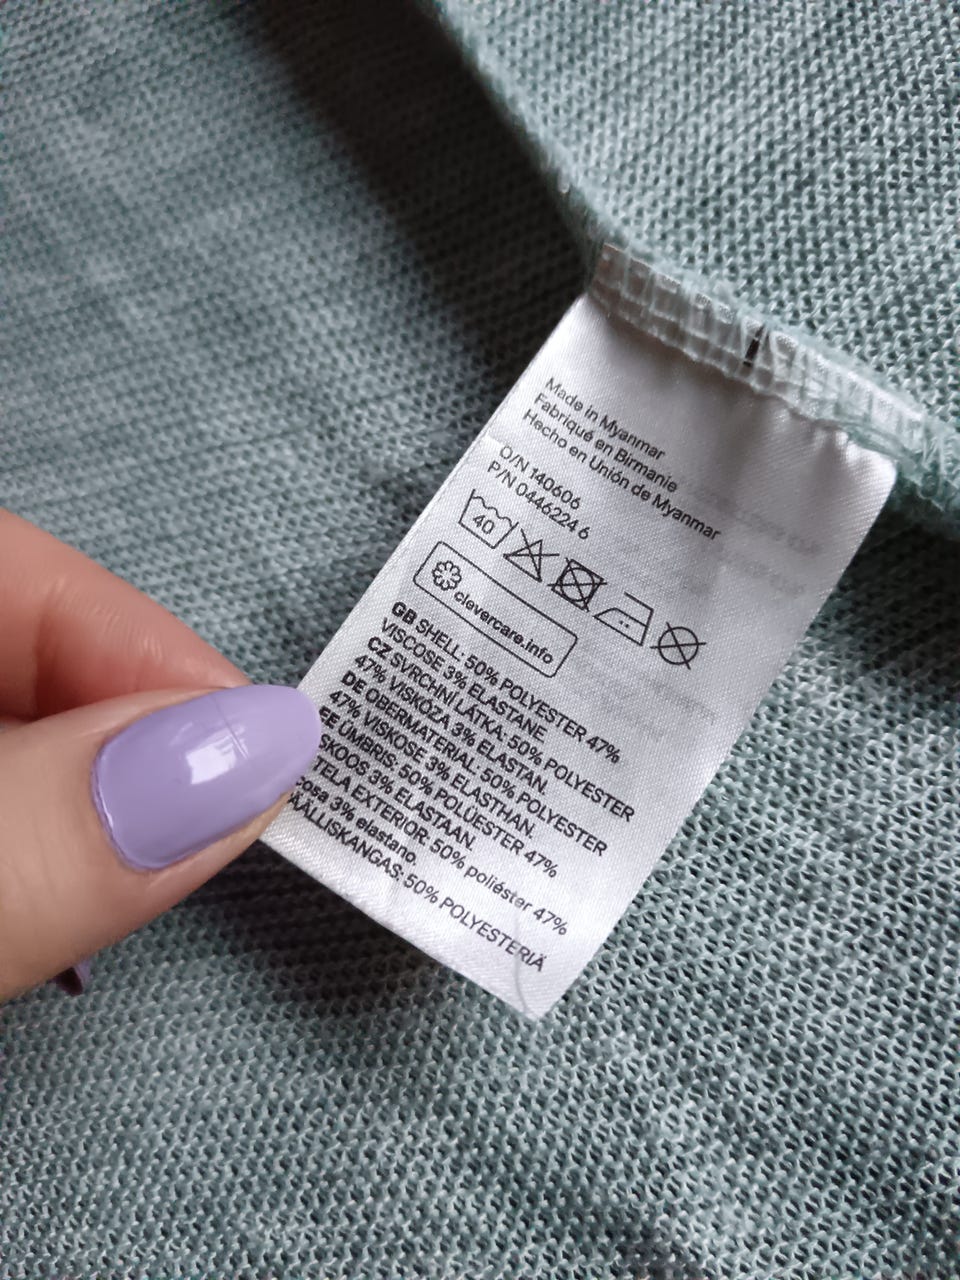 Made in Myanmar
Fabriqué en Birmanie
Hecho en Unión de Myanmar
O/N 140606
P/N 0446224 6
40
clevercare.info
GB SHELL: 50% POLYESTER 47%
VISCOSE 3% ELASTANE
CZ SVRCHNÍ LÁTKA: 50% POLYESTER
47% VISKÓZA 3% ELASTAN.
DE OBERMATERIAL: 50% POLYESTER
47% VISKOSE 3% ELASTHAN.
EE ÜMBRIS: 50% POLÜESTER 47%
SKOOS 3% ELASTAAN.
TELA EXTERIOR: 50% poliéster 47%
cosa 3% elastano.
ÄÄLLISKANGAS: 50% POLYESTERIÄ